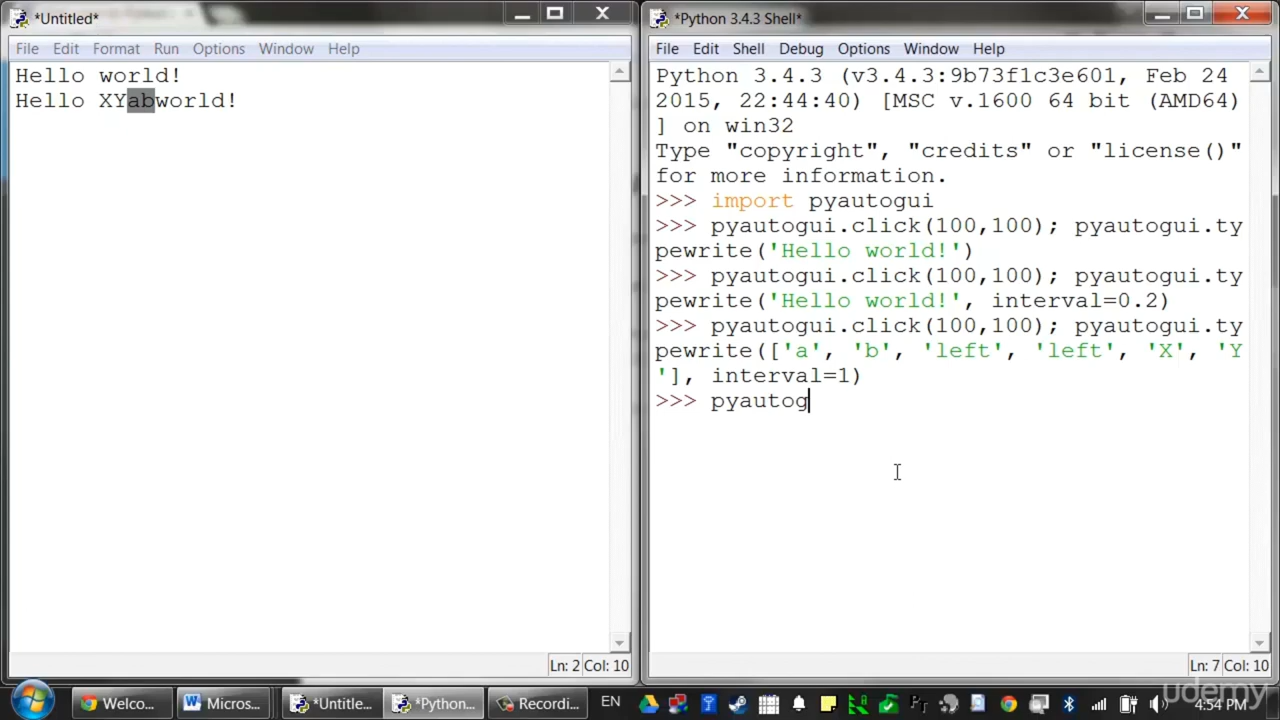 *Untitled*
File Edit Format Run Options Window Help
Hello world!
Hello XYabworld!
Ln: 2 Col: 10
*Python 3.4.3 Shell*
File Edit Shell Debug Options Window Help
Python 3.4.3 (v3.4.3:9b73f1c3e601, Feb 24
2015, 22:44:40) [MSC v.1600 64 bit (AMD64)
] on win32
Type "copyright", "credits" or "license()"
for more information.
>>> import pyautogui
>>> pyautogui.click(100,100); pyautogui.ty
pewrite('Hello world!')
>>> pyautogui.click(100,100); pyautogui.ty
pewrite('Hello world!', interval=0.2)
>>> pyautogui.click(100,100); pyautogui.ty
pewrite(['a', 'b', 'left', 'left', 'X', 'Y
'], interval=1)
>>> pyautog
Ln: 7 Col: 10
Welco... Micros... *Untitle... *Python... Recordi... EN 4:54 PM
udemy